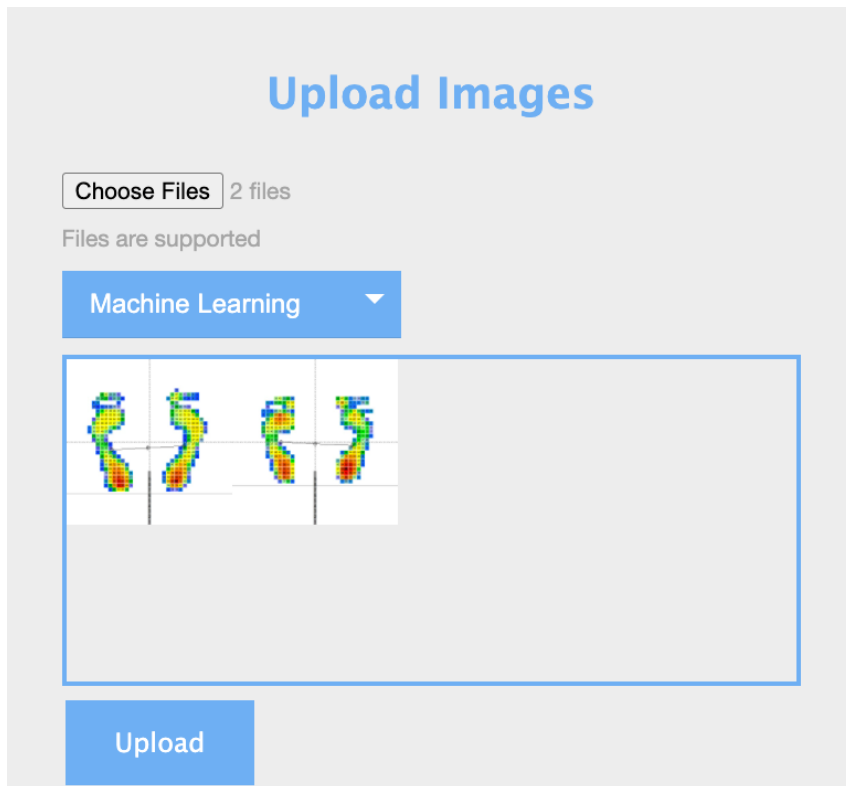 Upload Images
Choose Files 2 files
Files are supported
Machine Learning
Upload